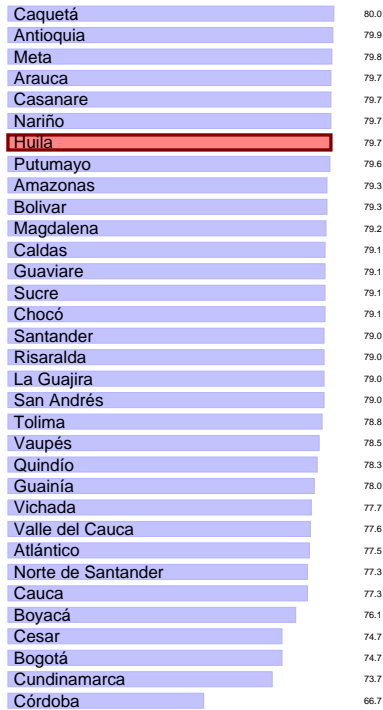 Caquetá 80.0
Antioquia 79.9
Meta 79.8
Arauca 79.7
Casanare 79.7
Nariño 79.7
Huila 79.7
Putumayo 79.6
Amazonas 79.3
Bolivar 79.3
Magdalena 79.2
Caldas 79.1
Guaviare 79.1
Sucre 79.1
Chocó 79.1
Santander 79.0
Risaralda 79.0
La Guajira 79.0
San Andrés 79.0
Tolima 78.8
Vaupés 78.5
Quindío 78.3
Guainía 78.0
Vichada 77.7
Valle del Cauca 77.6
Atlántico 77.5
Norte de Santander 77.3
Cauca 77.3
Boyacá 76.1
Cesar 74.7
Bogotá 74.7
Cundinamarca 73.7
Córdoba 66.7